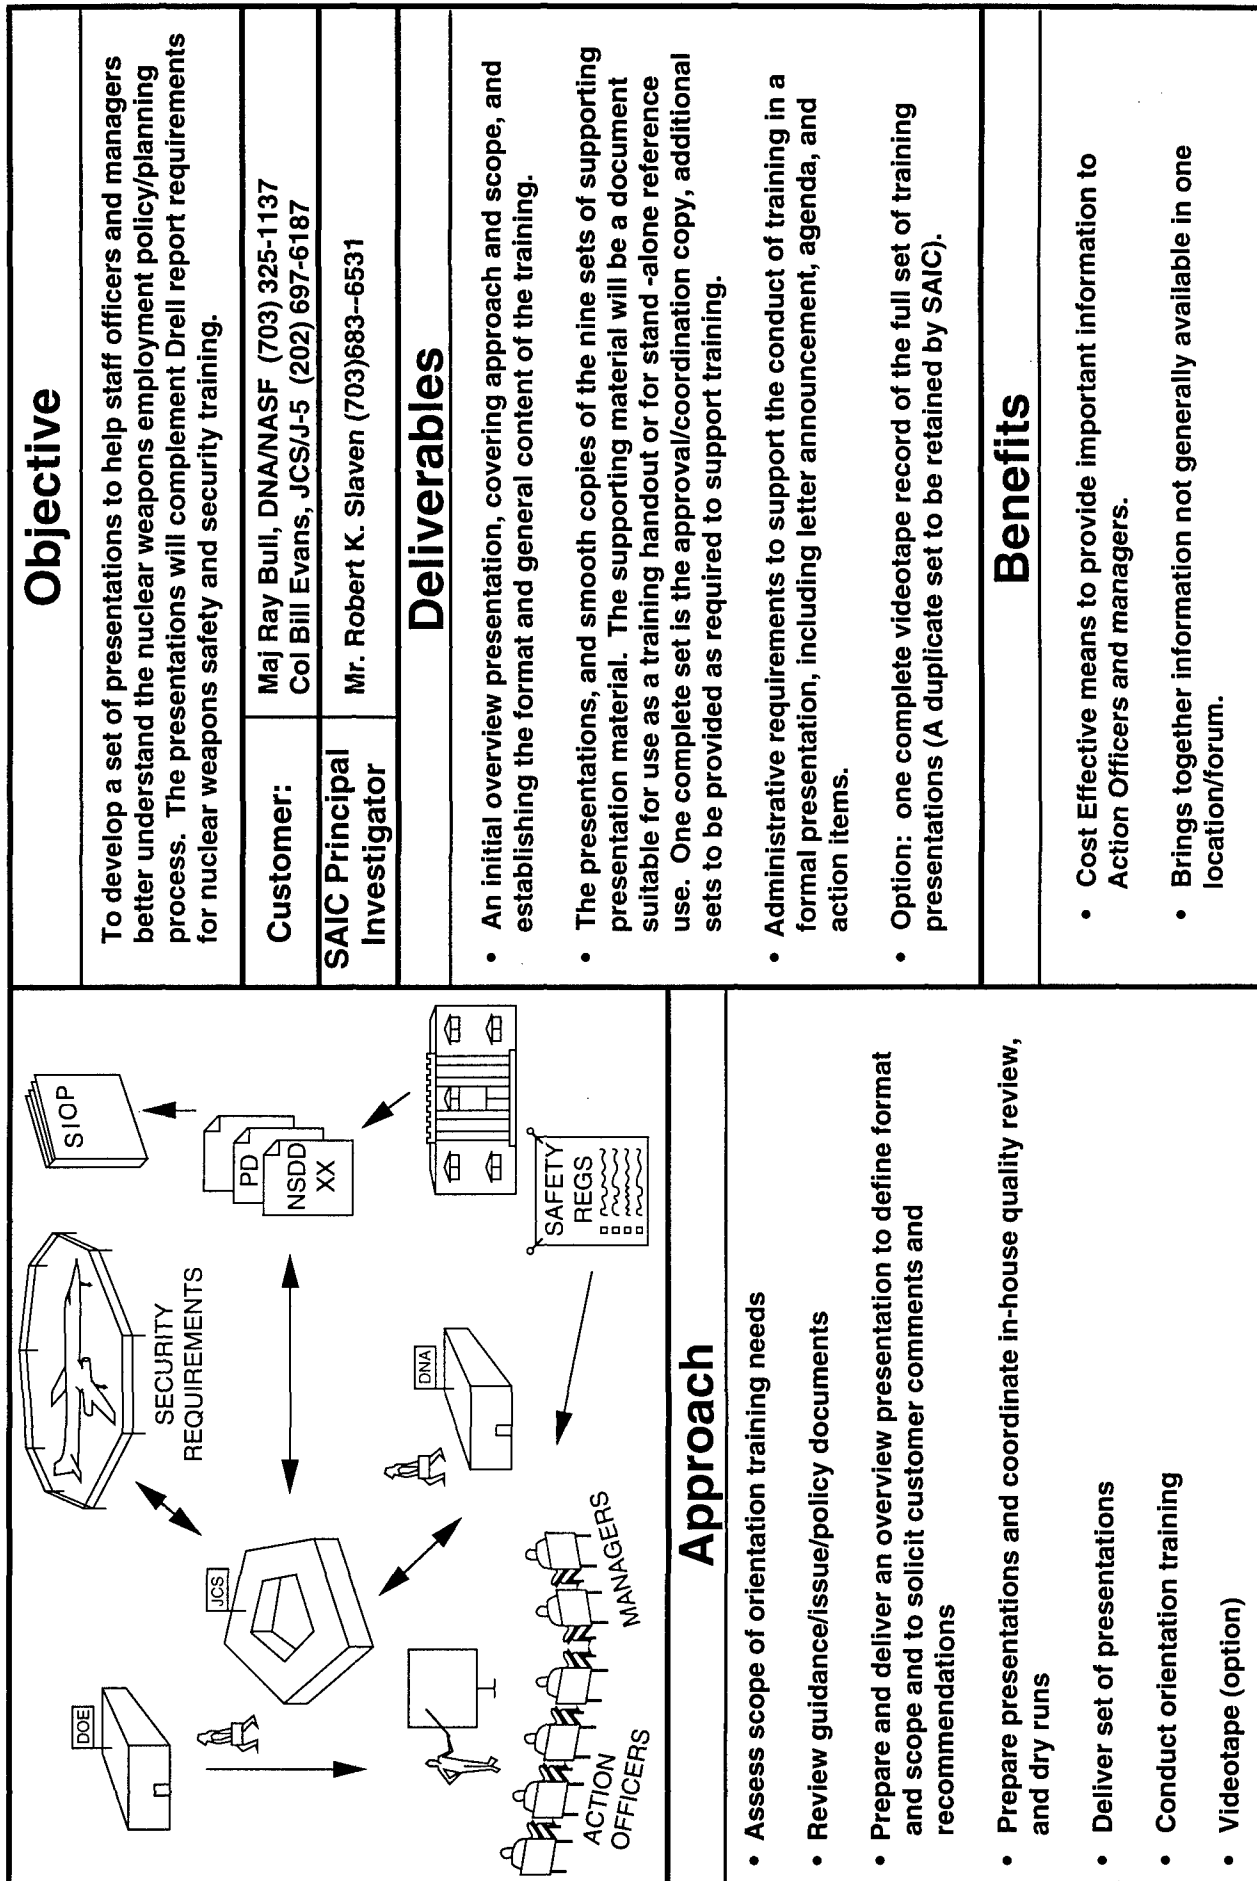 DOE
JCS
SECURITY
REQUIREMENTS
SIOP
PD
NSDD
XX
DNA
SAFETY
REGS
ACTION
OFFICERS
MANAGERS
Approach
• Assess scope of orientation training needs
• Review guidance/issue/policy documents
• Prepare and deliver an overview presentation to define format
and scope and to solicit customer comments and
recommendations
• Prepare presentations and coordinate in-house quality review,
and dry runs
• Deliver set of presentations
• Conduct orientation training
• Videotape (option)
Objective
To develop a set of presentations to help staff officers and managers
better understand the nuclear weapons employment policy/planning
process. The presentations will complement Drell report requirements
for nuclear weapons safety and security training.
Customer:
Maj Ray Bull, DNA/NASF (703) 325-1137
Col Bill Evans, JCS/J-5 (202) 697-6187
SAIC Principal
Investigator
Mr. Robert K. Slaven (703)683--6531
Deliverables
• An initial overview presentation, covering approach and scope, and
establishing the format and general content of the training.
• The presentations, and smooth copies of the nine sets of supporting
presentation material. The supporting material will be a document
suitable for use as a training handout or for stand -alone reference
use. One complete set is the approval/coordination copy, additional
sets to be provided as required to support training.
• Administrative requirements to support the conduct of training in a
formal presentation, including letter announcement, agenda, and
action items.
• Option: one complete videotape record of the full set of training
presentations (A duplicate set to be retained by SAIC).
Benefits
• Cost Effective means to provide important information to
Action Officers and managers.
• Brings together information not generally available in one
location/forum.